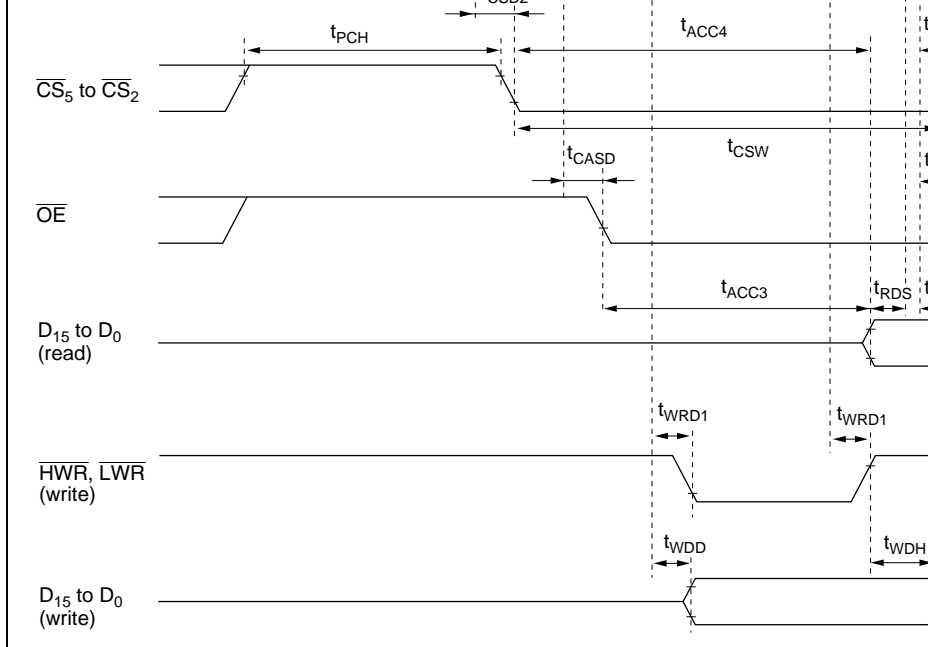 tPCH
tACC4
CS5 to CS2
tCSW
tCASD
OE
tACC3
tRDS
D15 to D0
(read)
tWRD1
tWRD1
HWR, LWR
(write)
tWDD
tWDH
D15 to D0
(write)